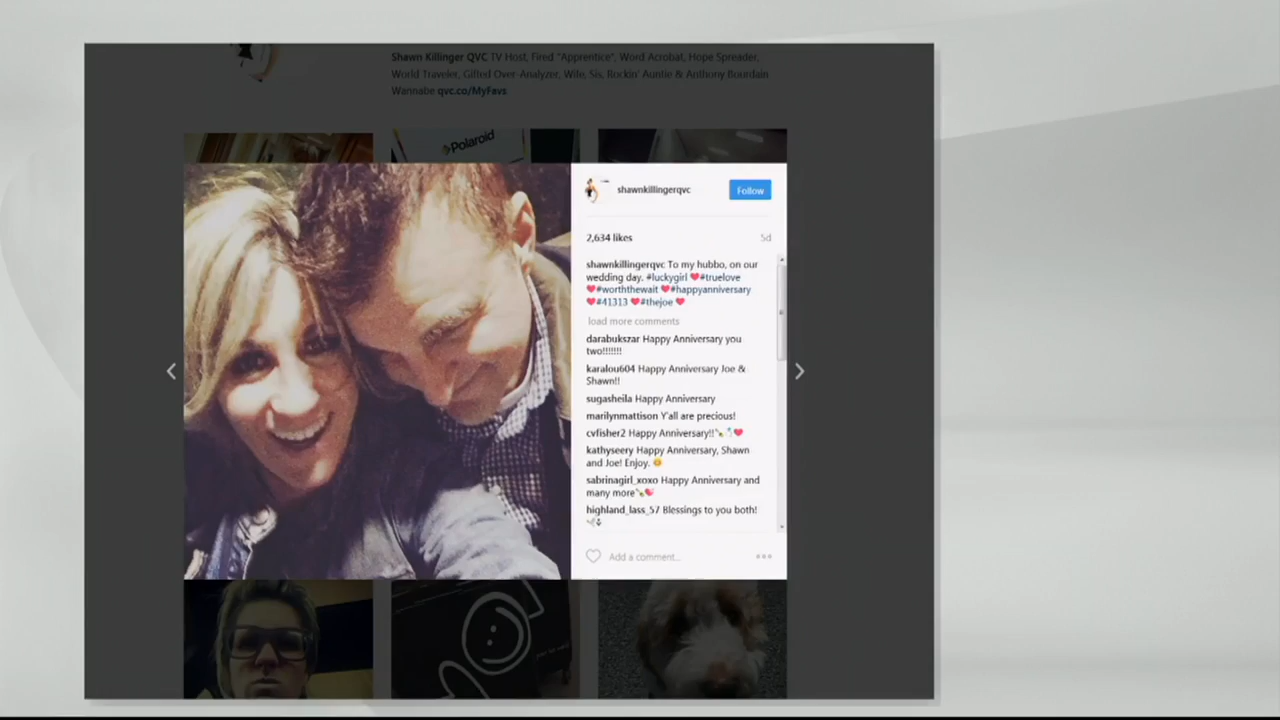 Shawn Killinger QVC TV Host, Fired "Apprentice", Word Acrobat, Hope Spreader,
World Traveler, Gifted Over-Analyzer, Wife, Sis, Rockin' Auntie & Anthony Bourdain
Wannabe qvc.co/MyFavs
Polaroid
shawnkillingerqvc
Follow
2,634 likes
5d
shawnkillingerqvc To my hubbo, on our
wedding day. #luckygirl ❤#truelove
❤#worththewait ❤#happyanniversary
❤#41313 ❤#thejoe ❤
load more comments
darabukszar Happy Anniversary you
two!!!!!!!
karalou604 Happy Anniversary Joe &
Shawn!!
sugasheila Happy Anniversary
marilynmattison Y'all are precious!
cvfisher2 Happy Anniversary!!🍾💍❤
kathyseery Happy Anniversary, Shawn
and Joe! Enjoy. 😊
sabrinagirl_xoxo Happy Anniversary and
many more🍾💕
highland_lass_57 Blessings to you both!
Add a comment...